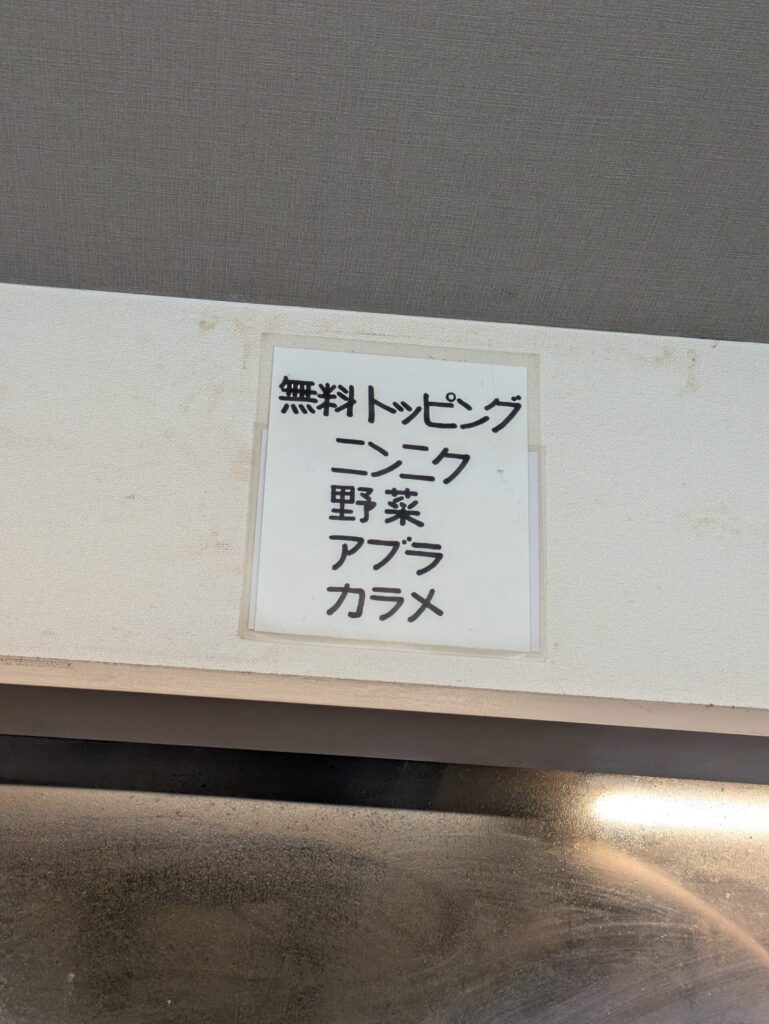 無料トッピング
ニンニク
野菜
アブラ
カラメ